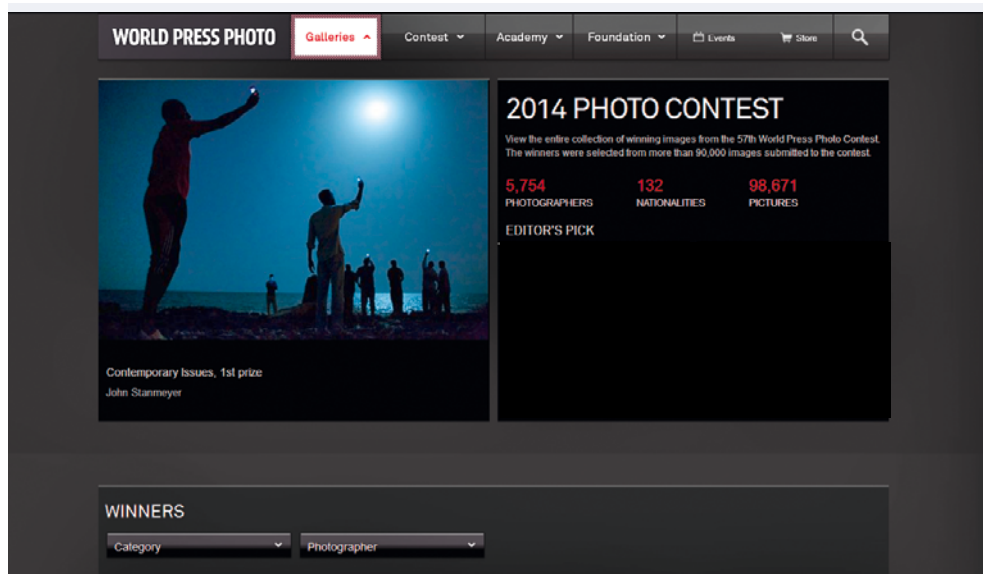 WORLD PRESS PHOTO
Galleries
Contest
Academy
Foundation
Events
Store
2014 PHOTO CONTEST
View the entire collection of winning images from the 57th World Press Photo Contest.
The winners were selected from more than 90,000 images submitted to the contest.
5,754 132 98,671
PHOTOGRAPHERS NATIONALITIES PICTURES
EDITOR'S PICK
Contemporary Issues, 1st prize
John Stanmeyer
WINNERS
Category
Photographer